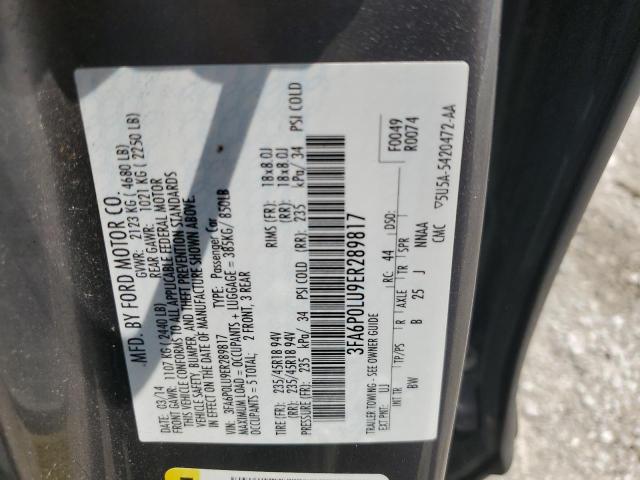 MFD. BY FORD MOTOR CO.
DATE: 03/14 GVWR: 2123 KG ( 4680 LB)
FRONT GAWR: 1107 KG (2440 LB) REAR GAWR: 1021 KG ( 2250 LB)
THIS VEHICLE CONFORMS TO ALL APPLICABLE FEDERAL MOTOR
VEHICLE SAFETY, BUMPER, AND THEFT PREVENTION STANDARDS
IN EFFECT ON THE DATE OF MANUFACTURE SHOWN ABOVE.
VIN: 3FA6P0LU9ER289817 TYPE: Passenger Car
MAXIMUM LOAD = OCCUPANTS + LUGGAGE = 385KG / 850LB
OCCUPANTS = 5 TOTAL: 2 FRONT, 3 REAR
TIRE (FR): 235/45R18 94V RIMS (FR): 18x8.0J
(RR): 235/45R18 94V (RR): 18x8.0J
PRESSURE (FR): 235 kPa/ 34 PSI COLD (RR): 235 kPa/ 34 PSI COLD
3FA6P0LU9ER289817
TRAILER TOWING - SEE OWNER GUIDE F0049
R0074
EXT PNT: UJ RC: 44 DSO:
INT TR TP/PS R AXLE TR SPR
BW B 25 J NMAA
CMC ▽5U5A-5420472-AA